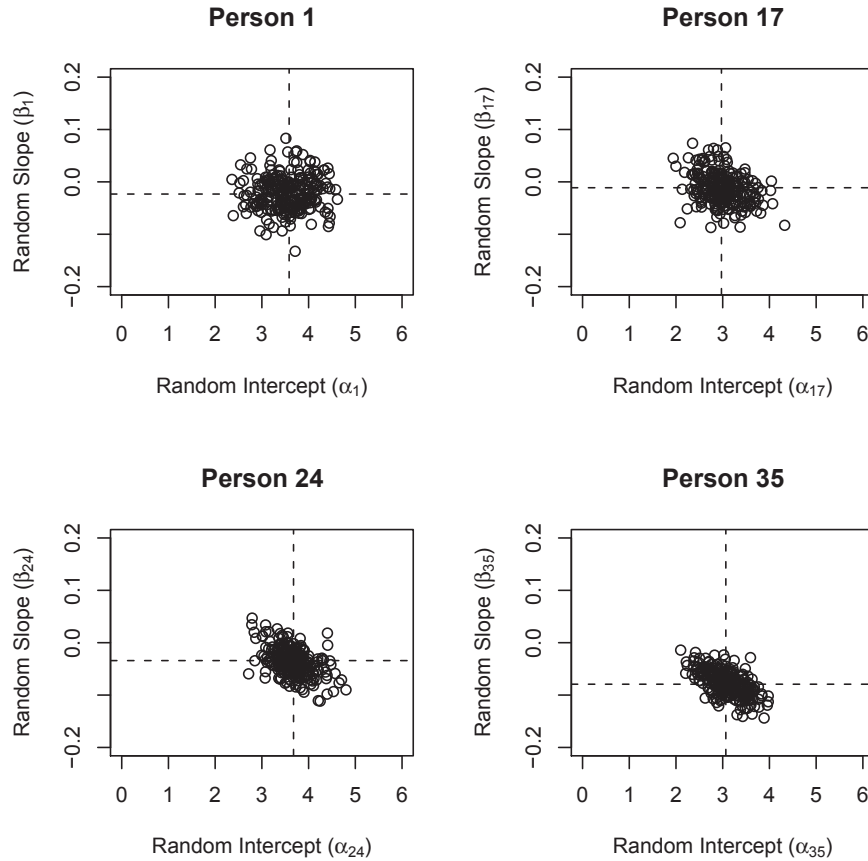 Person 1
Random Slope (β₁)
0.2
0.1
0.0
−0.2
0 1 2 3 4 5 6
Random Intercept (α₁)
Person 17
Random Slope (β₁₇)
0.2
0.1
0.0
−0.2
0 1 2 3 4 5 6
Random Intercept (α₁₇)
Person 24
Random Slope (β₂₄)
0.2
0.1
0.0
−0.2
0 1 2 3 4 5 6
Random Intercept (α₂₄)
Person 35
Random Slope (β₃₅)
0.2
0.1
0.0
−0.2
0 1 2 3 4 5 6
Random Intercept (α₃₅)